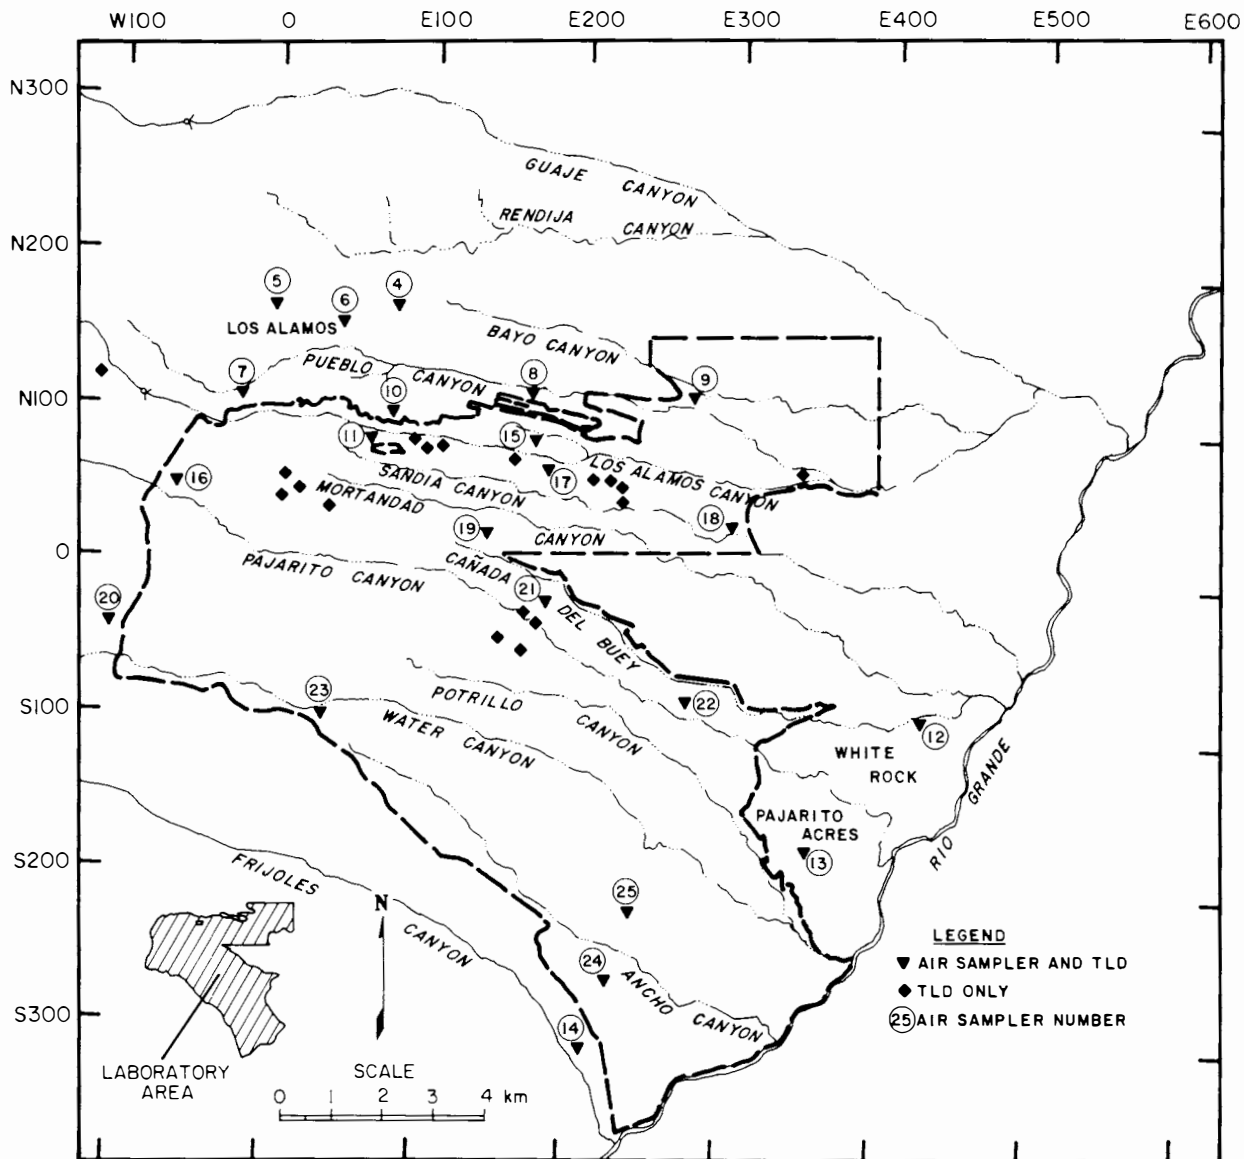 W100 0 E100 E200 E300 E400 E500 E600
N300
GUAJE CANYON
RENDIJA CANYON
N200
5
4
6
LOS ALAMOS
BAYO CANYON
PUEBLO CANYON
7
8
9
10
N100
11
15
LOS ALAMOS CANYON
16
SANDIA CANYON
17
MORTANDAD CANYON
18
19
0
PAJARITO CANYON
CAÑADA DEL BUEY
21
20
23
POTRILLO CANYON
S100
22
WATER CANYON
12
WHITE
ROCK
RIO GRANDE
PAJARITO
ACRES
13
S200
FRIJOLES CANYON
25
N
24
ANCHO CANYON
LEGEND
AIR SAMPLER AND TLD
TLD ONLY
25 AIR SAMPLER NUMBER
S300
14
LABORATORY
AREA
SCALE
0 1 2 3 4 km